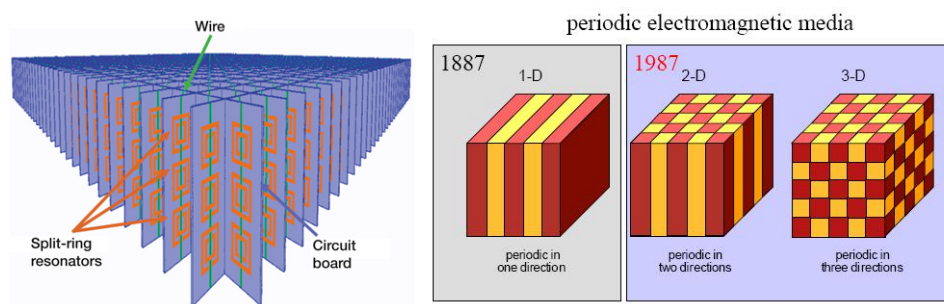 Wire
Split-ring
resonators
Circuit
board
periodic electromagnetic media
1887
1-D
periodic in
one direction
1987
2-D
periodic in
two directions
3-D
periodic in
three directions